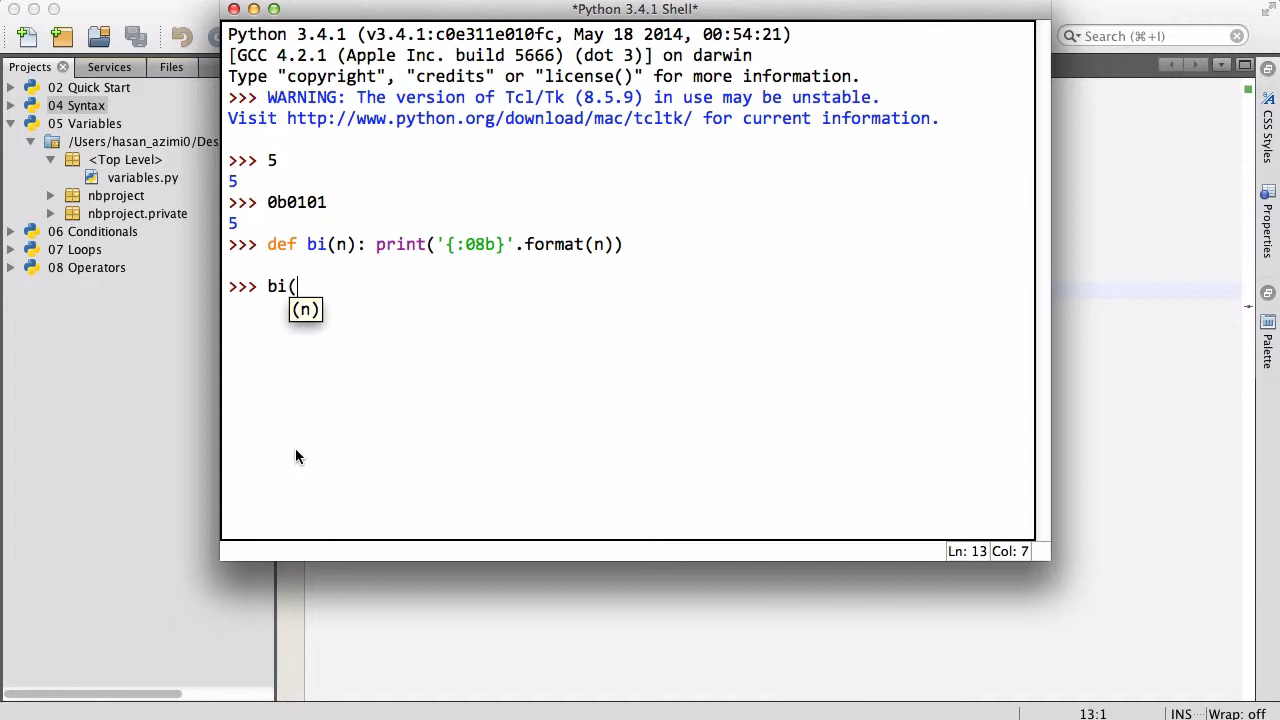 *Python 3.4.1 Shell*
Search (⌘+I)
Projects
Services
Files
02 Quick Start
04 Syntax
05 Variables
/Users/hasan_azimi0/Des
<Top Level>
variables.py
nbproject
nbproject.private
06 Conditionals
07 Loops
08 Operators
Python 3.4.1 (v3.4.1:c0e311e010fc, May 18 2014, 00:54:21)
[GCC 4.2.1 (Apple Inc. build 5666) (dot 3)] on darwin
Type "copyright", "credits" or "license()" for more information.
>>> WARNING: The version of Tcl/Tk (8.5.9) in use may be unstable.
Visit http://www.python.org/download/mac/tcltk/ for current information.
>>> 5
5
>>> 0b0101
5
>>> def bi(n): print('{:08b}'.format(n))
>>> bi(
(n)
Ln: 13 Col: 7
CSS Styles
Properties
Palette
13:1
INS
Wrap: off